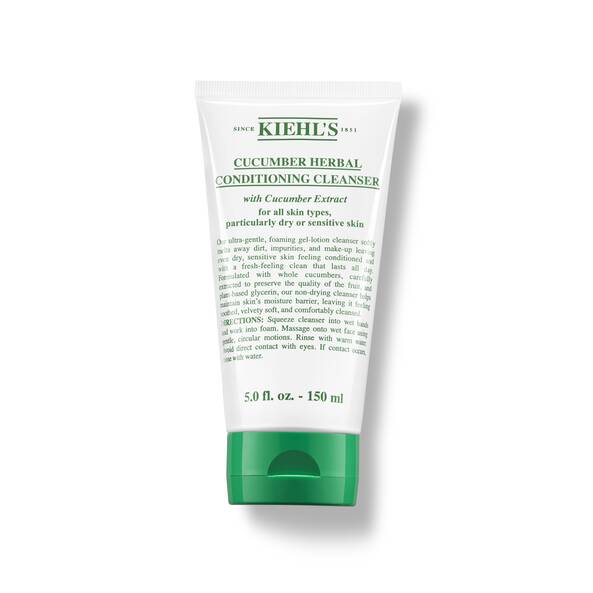 SINCE KIEHL'S 1851
CUCUMBER HERBAL
CONDITIONING CLEANSER
with Cucumber Extract
for all skin types,
particularly dry or sensitive skin
Our ultra-gentle, foaming gel-lotion cleanser softly
melts away dirt, impurities, and make-up leaving
even dry, sensitive skin feeling conditioned and
with a fresh-feeling clean that lasts all day.
Formulated with whole cucumbers, carefully
extracted to preserve the quality of the fruit, and
plant-based glycerin, our non-drying cleanser helps
maintain skin's moisture barrier, leaving it feeling
soothed, velvety soft, and comfortably cleansed.
DIRECTIONS: Squeeze cleanser into wet hands
and work into foam. Massage onto wet face using
gentle, circular motions. Rinse with warm water.
Avoid direct contact with eyes. If contact occurs,
rinse with water.
5.0 fl. oz. - 150 ml